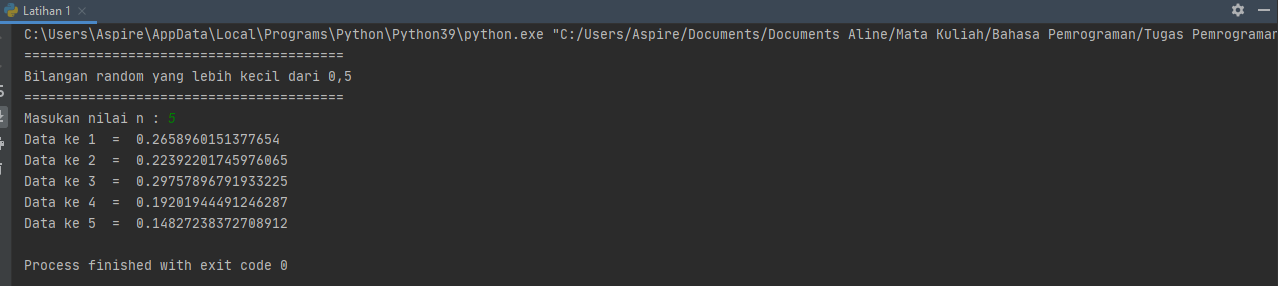 Latihan 1
C:\Users\Aspire\AppData\Local\Programs\Python\Python39\python.exe "C:/Users/Aspire/Documents/Documents Aline/Mata Kuliah/Bahasa Pemrograman/Tugas Pemrograman
========================================
Bilangan random yang lebih kecil dari 0,5
========================================
Masukan nilai n : 5
Data ke 1  =  0.2658960151377654
Data ke 2  =  0.22392201745976065
Data ke 3  =  0.29757896791933225
Data ke 4  =  0.19201944491246287
Data ke 5  =  0.14827238372708912
Process finished with exit code 0